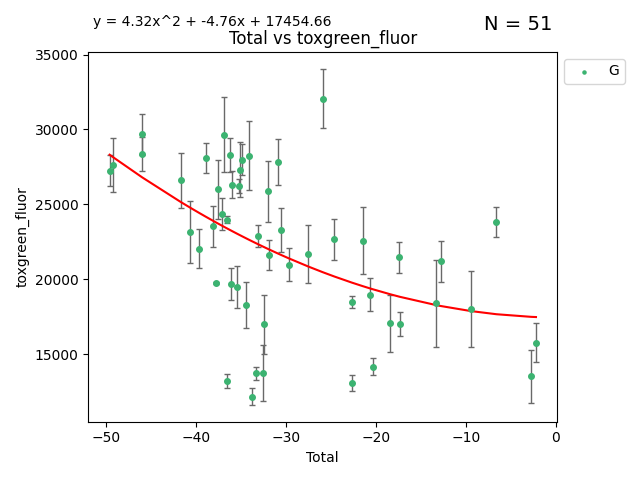 y = 4.32x^2 + -4.76x + 17454.66
N = 51
Total vs toxgreen_fluor
G
toxgreen_fluor
35000
30000
25000
20000
15000
−50 −40 −30 −20 −10 0
Total